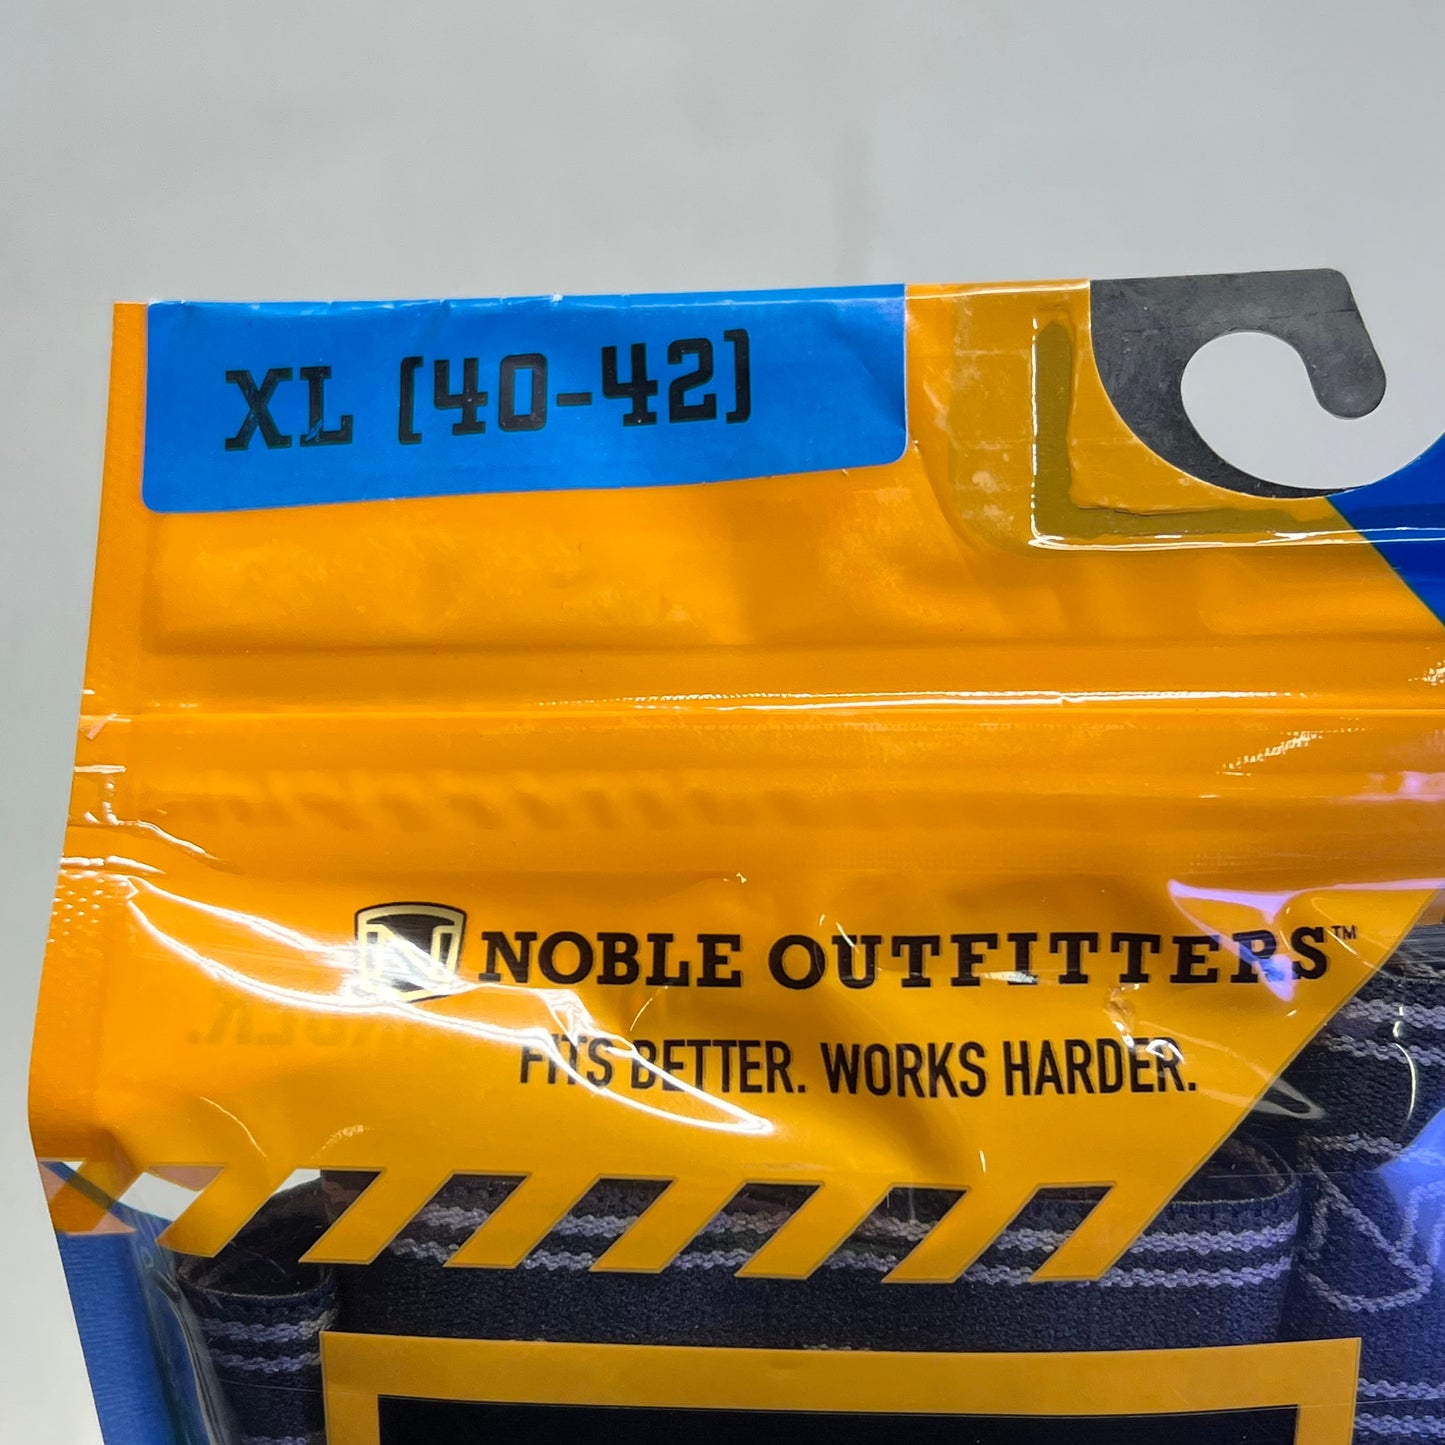 XL (40-42)
NOBLE OUTFITTERS™
FITS BETTER. WORKS HARDER.